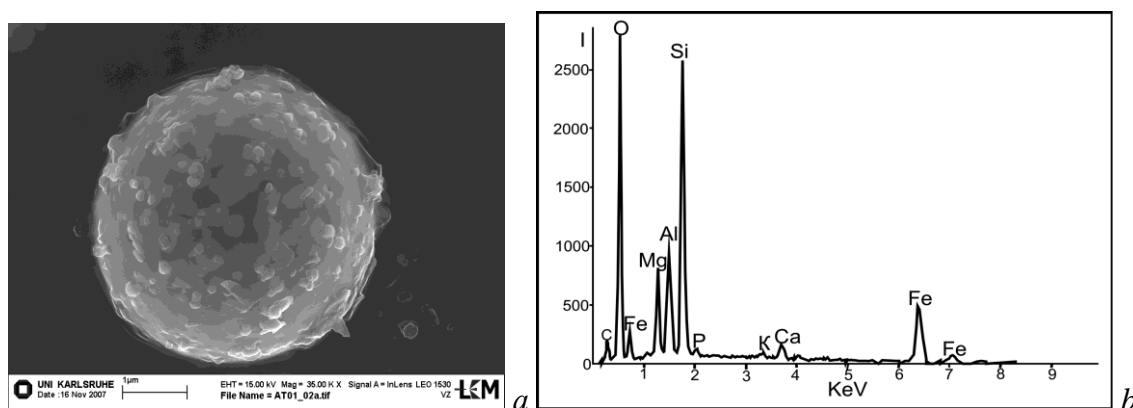 UNI KARLSRUHE
Date :16 Nov 2007
1µm
EHT = 15.00 kV Mag = 35.00 K X Signal A = InLens LEO 1530
File Name = AT01_02a.tif
VZ
LEM
a
I
2500
2000
1500
1000
500
0
O
Si
Al
Mg
Fe
C
P
K
Ca
Fe
Fe
1 2 3 4 5 6 7 8 9
KeV
b